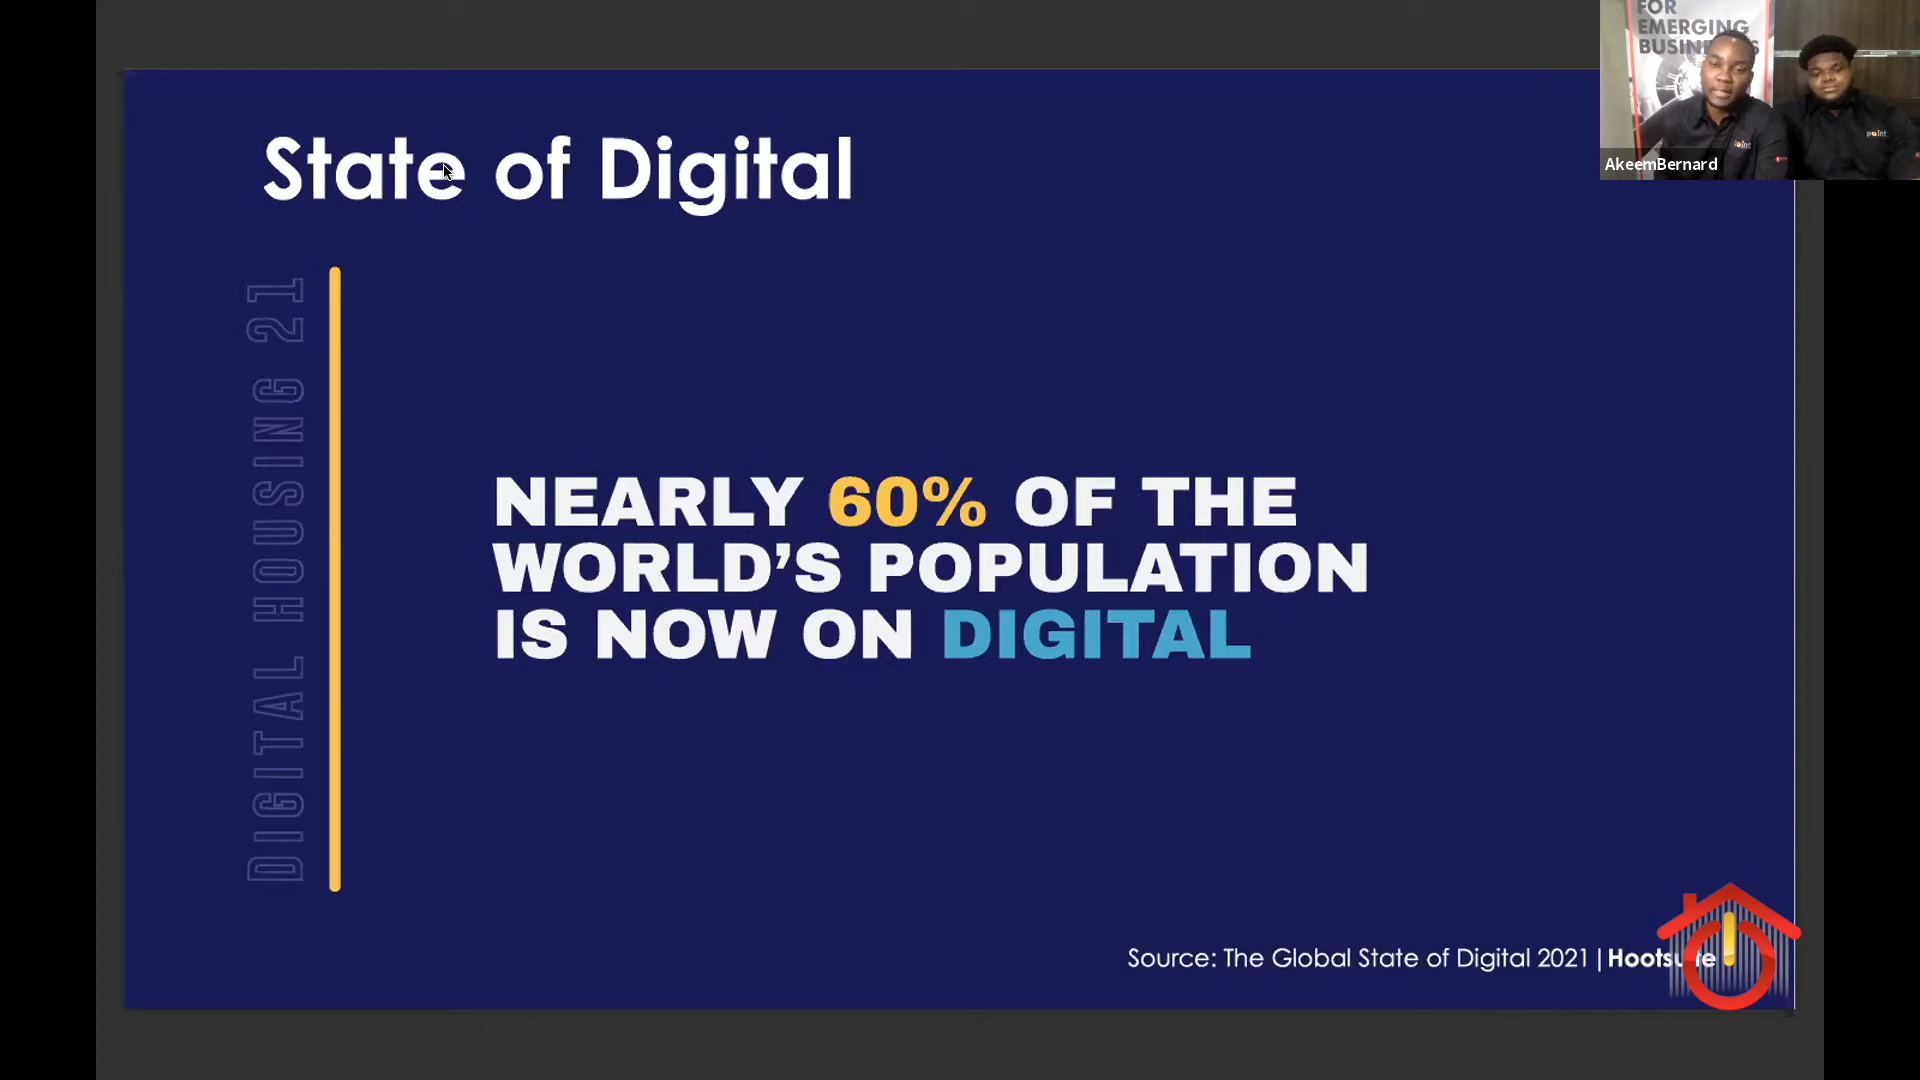 State of Digital
DIGITAL HOUSING 21
NEARLY 60% OF THE
WORLD’S POPULATION
IS NOW ON DIGITAL
Source: The Global State of Digital 2021 |
FOR
EMERGING
AkeemBernard
point